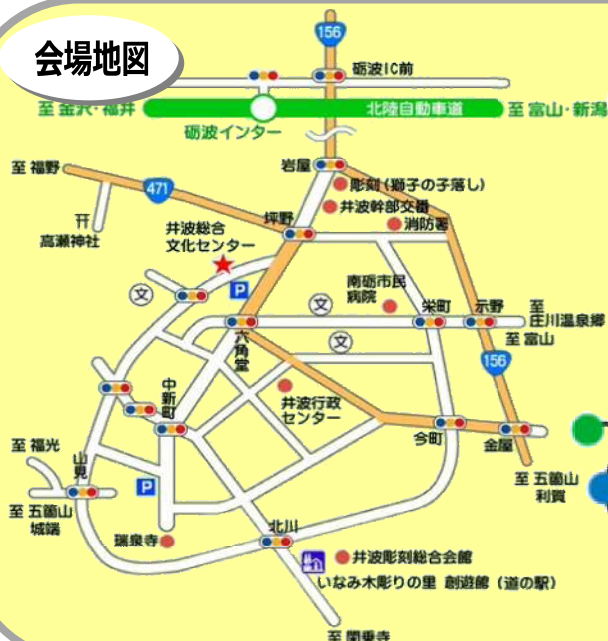 会場地図
156
砺波IC前
至 金沢・福井
北陸自動車道
至 富山・新潟
砺波インター
岩屋
至 福野
471
彫刻(獅子の子落し)
井波幹部交番
坪野
消防署
高瀬神社
井波総合
文化センター
P
文
文
文
南砺市民
病院
栄町
示野
至
庄川温泉郷
至 富山
六角堂
156
中新町
井波行政
センター
今町
金屋
至 福光
山見
至 五箇山
城端
P
至 五箇山
利賀
瑞泉寺
北川
井波彫刻総合会館
いなみ木彫りの里 創遊館(道の駅)
至 閑乗寺